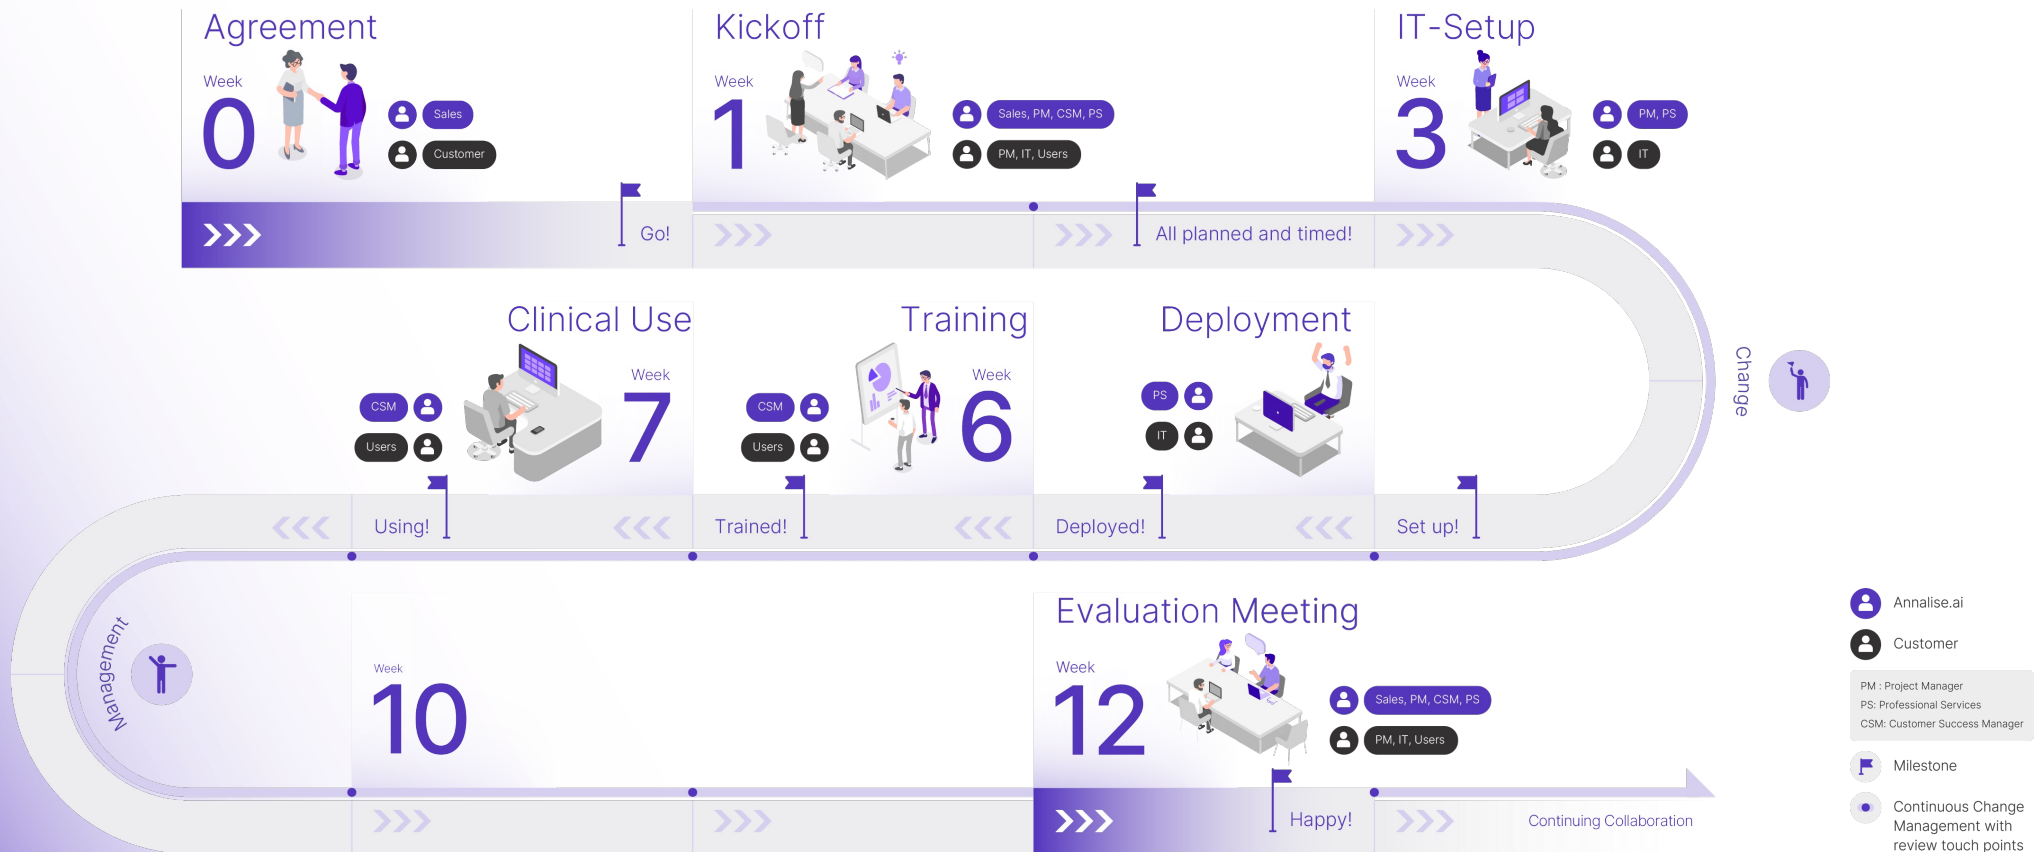 Agreement
Week
0
Sales
Customer
Go!
Kickoff
Week
1
Sales, PM, CSM, PS
PM, IT, Users
All planned and timed!
IT-Setup
Week
3
PM, PS
IT
Change
Set up!
Deployment
PS
IT
Deployed!
Training
Week
6
CSM
Users
Trained!
Clinical Use
Week
7
CSM
Users
Using!
Management
Week
10
Evaluation Meeting
Week
12
Sales, PM, CSM, PS
PM, IT, Users
Happy!
Continuing Collaboration
Annalise.ai
Customer
PM : Project Manager
PS: Professional Services
CSM: Customer Success Manager
Milestone
Continuous Change
Management with
review touch points